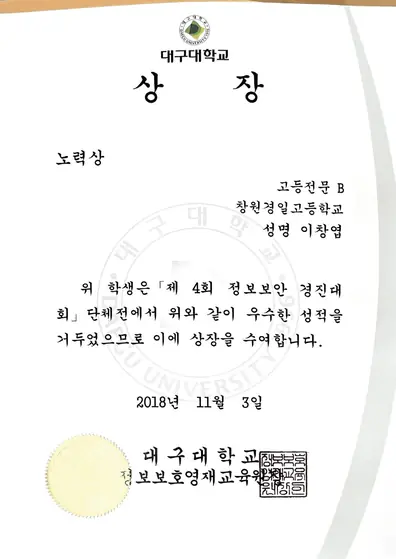 대구대학교
상 장
노력상
고등전문 B
창원경일고등학교
성명 이창엽
위 학생은「제 4회 정보보안 경진대
회」단체전에서 위와 같이 우수한 성적을
거두었으므로 이에 상장을 수여합니다.
2018년 11월 3일
대구대학교
정보보호영재교육원장